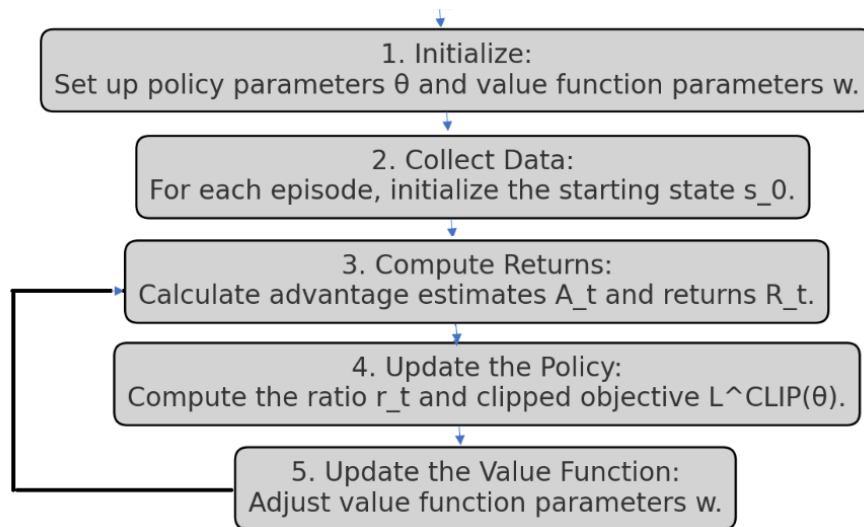 1. Initialize:
Set up policy parameters θ and value function parameters w.
2. Collect Data:
For each episode, initialize the starting state s_0.
3. Compute Returns:
Calculate advantage estimates A_t and returns R_t.
4. Update the Policy:
Compute the ratio r_t and clipped objective L^CLIP(θ).
5. Update the Value Function:
Adjust value function parameters w.